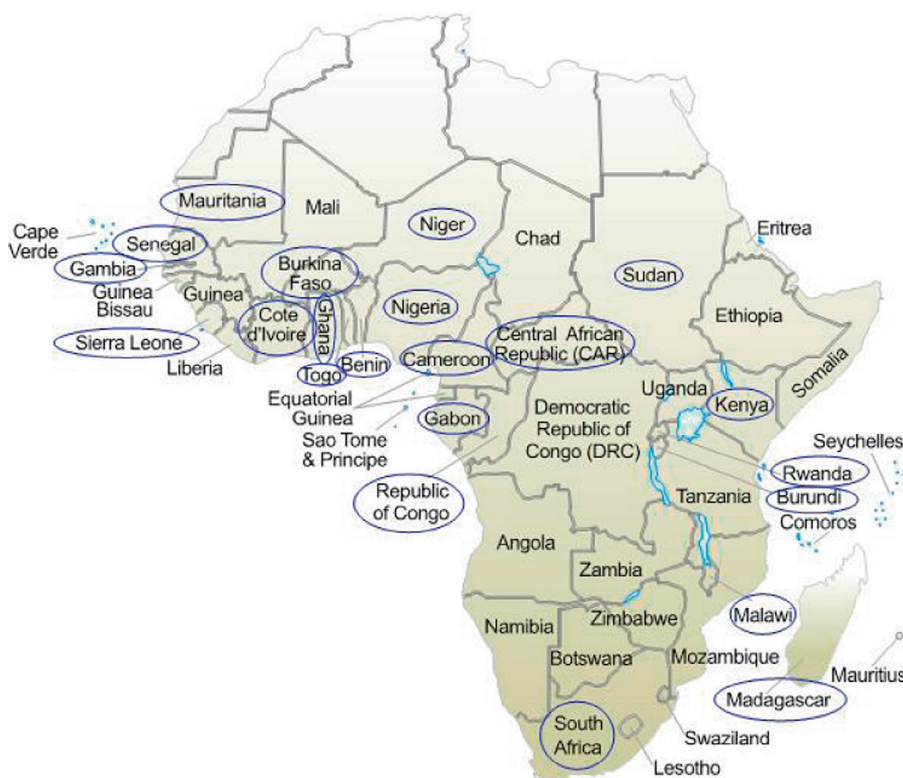 Mauritania
Mali
Niger
Chad
Cape
Verde
Senegal
Gambia
Guinea
Bissau
Guinea
Burkina
Faso
Sudan
Eritrea
Nigeria
Ghana
Cote
d'Ivoire
Sierra Leone
Liberia
Togo
Benin
Cameroon
Central African
Republic (CAR)
Ethiopia
Somalia
Equatorial
Guinea
Sao Tome
& Principe
Gabon
Democratic
Republic of
Congo (DRC)
Uganda
Kenya
Seychelles
Republic
of Congo
Rwanda
Burundi
Tanzania
Comoros
Angola
Zambia
Malawi
Namibia
Zimbabwe
Botswana
Mozambique
Mauritius
Madagascar
South
Africa
Swaziland
Lesotho